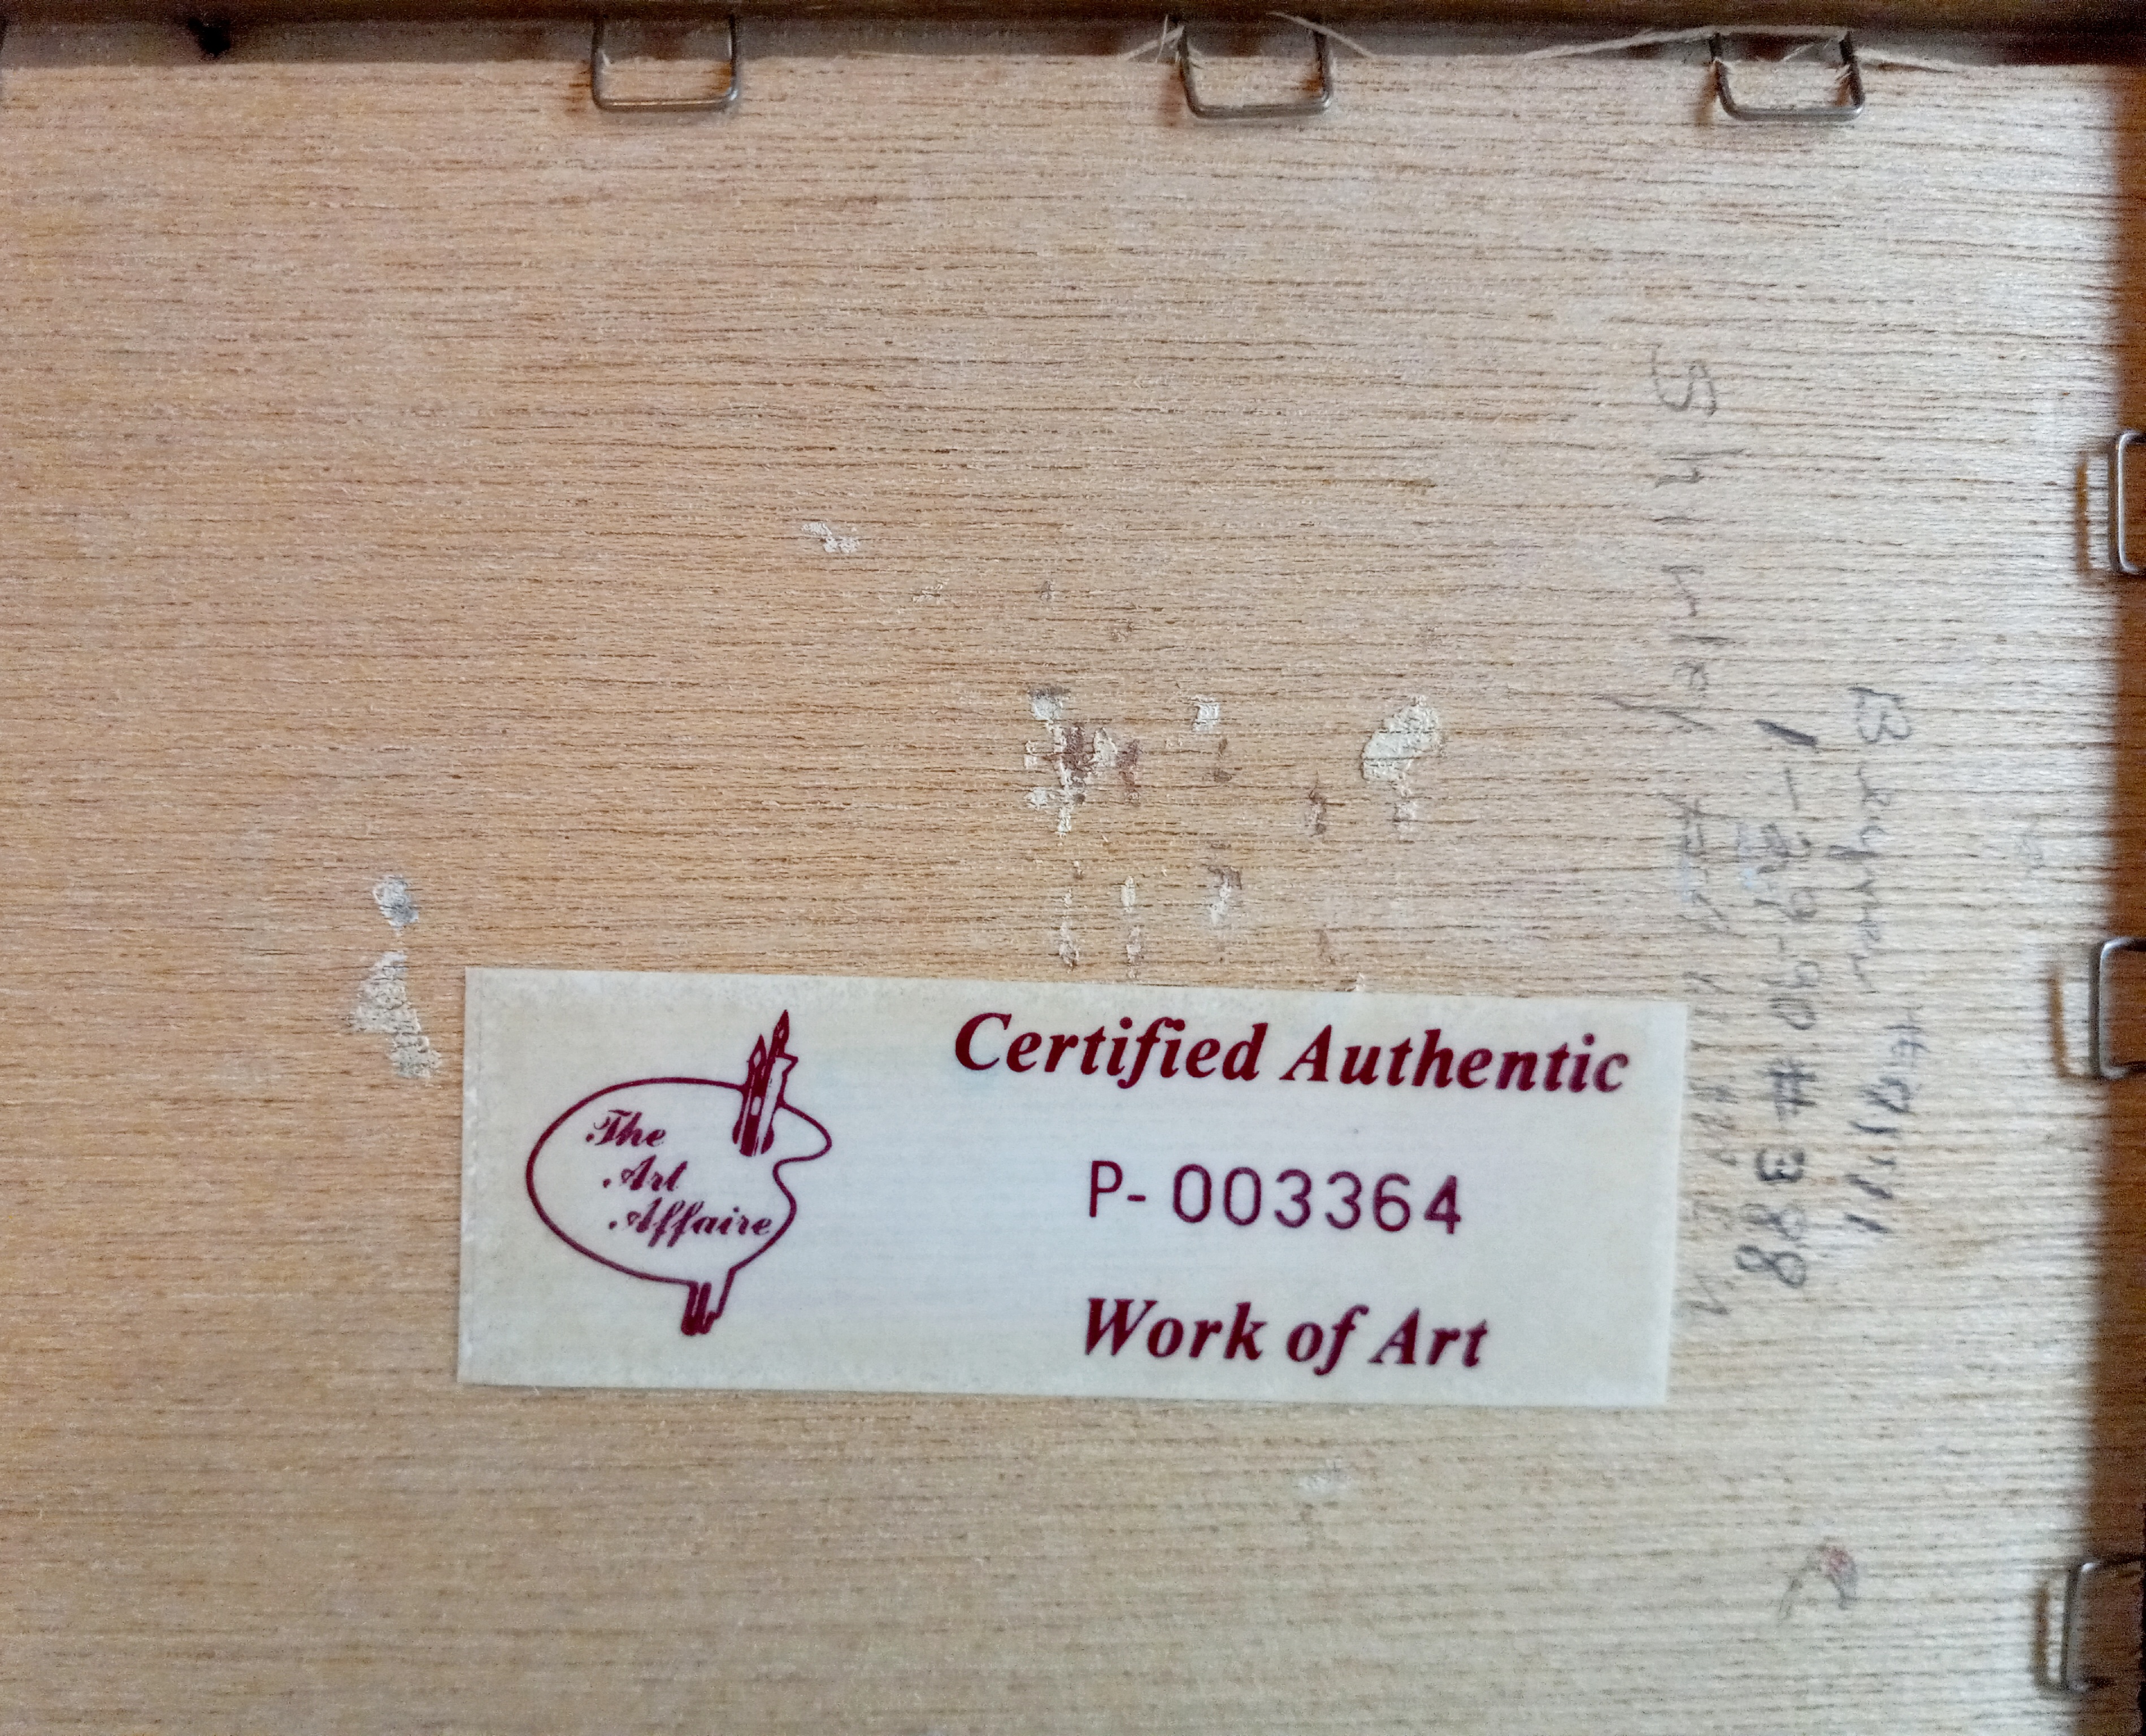 The
Art
Affaire
Certified Authentic
P-003364
Work of Art
Shirley
1-29-90 #388